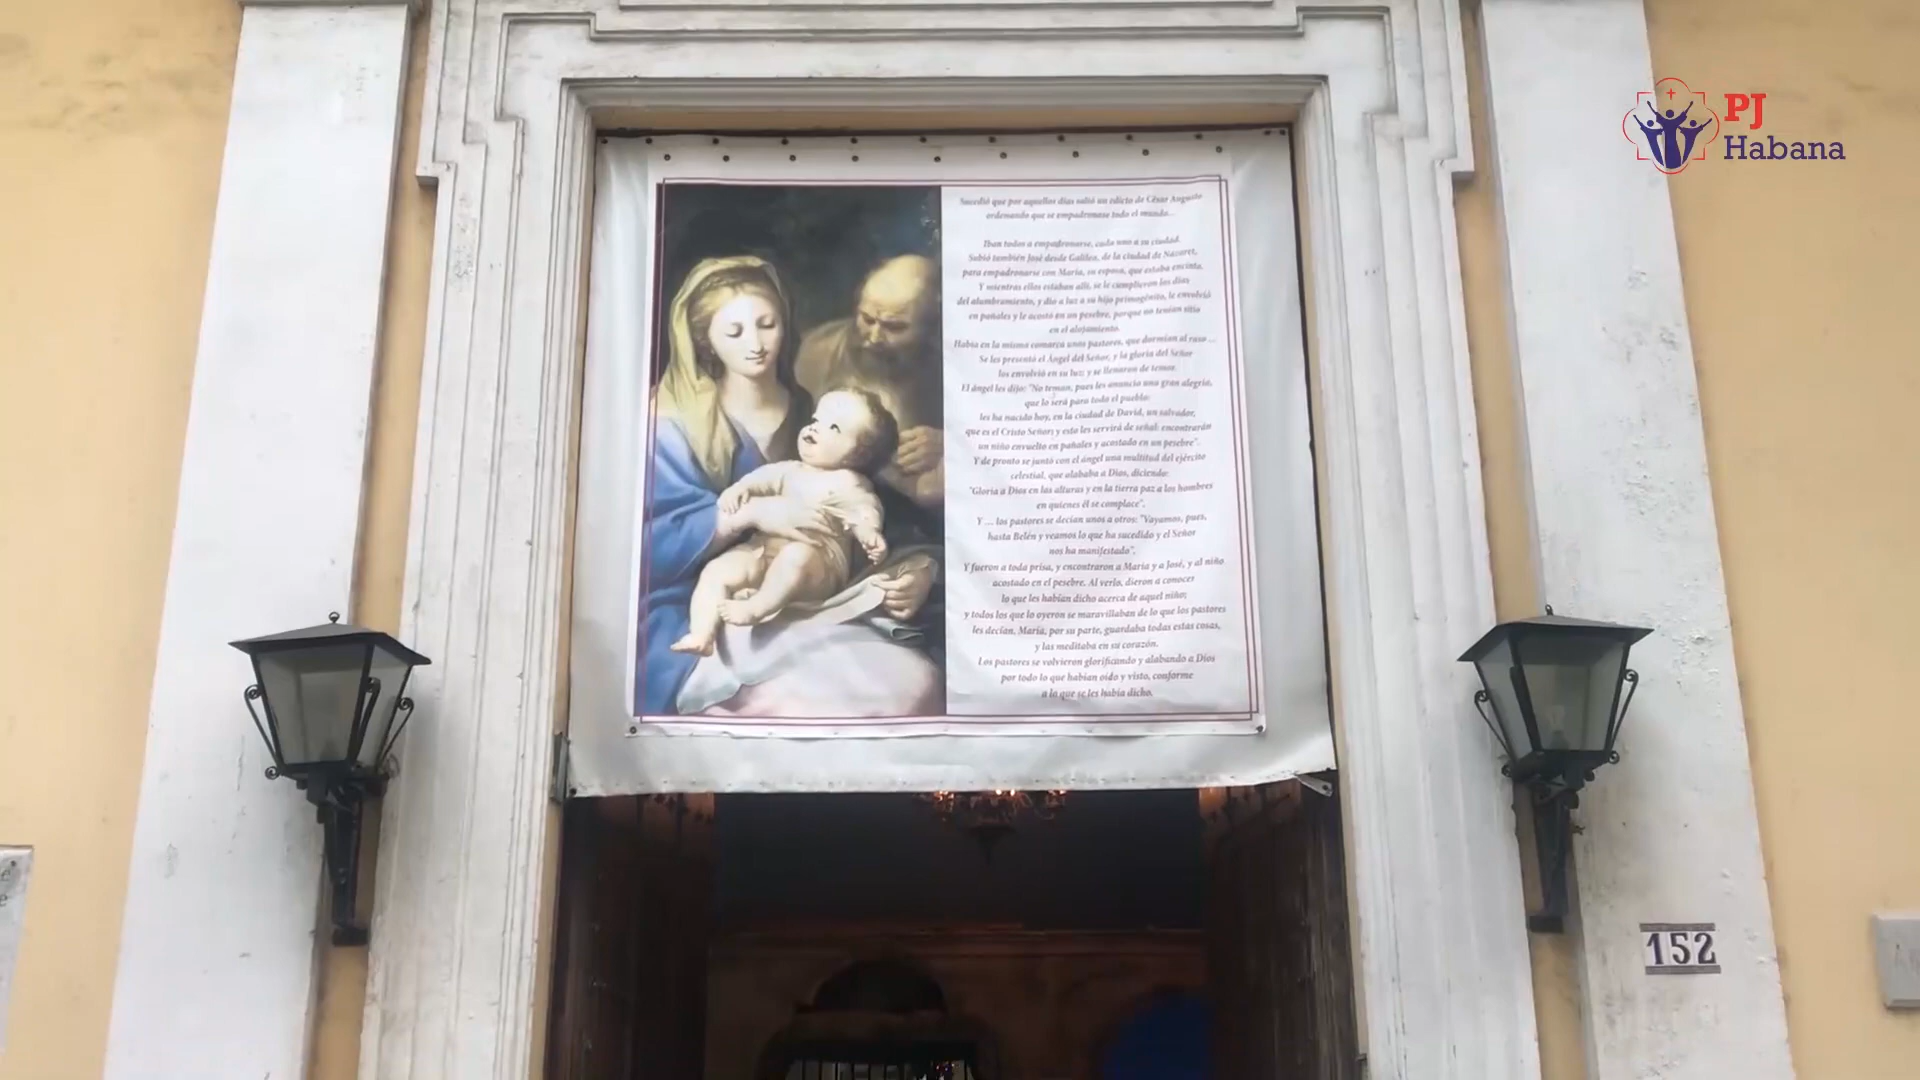 PJ
Habana
Sucedió que por aquellos días salió un edicto de César Augusto
ordenando que se empadronase todo el mundo...
Iban todos a empadronarse, cada uno a su ciudad.
Subió también José desde Galilea, de la ciudad de Nazaret,
para empadronarse con María, su esposa, que estaba encinta.
Y mientras ellos estaban allí, se le cumplieron los días
del alumbramiento, y dio a luz a su hijo primogénito, le envolvió
en pañales y le acostó en un pesebre, porque no tenían sitio
en el alojamiento.
Había en la misma comarca unos pastores, que dormían al raso ...
Se les presentó el Ángel del Señor, y la gloria del Señor
los envolvió en su luz; y se llenaron de temor.
El ángel les dijo: "No teman, pues les anuncio una gran alegría,
que lo será para todo el pueblo:
les ha nacido hoy, en la ciudad de David, un salvador,
que es el Cristo Señor; y esto les servirá de señal: encontrarán
un niño envuelto en pañales y acostado en un pesebre".
Y de pronto se juntó con el ángel una multitud del ejército
celestial, que alababa a Dios, diciendo:
"Gloria a Dios en las alturas y en la tierra paz a los hombres
en quienes él se complace".
Y ... los pastores se decían unos a otros: "Vayamos, pues,
hasta Belén y veamos lo que ha sucedido y el Señor
nos ha manifestado".
Y fueron a toda prisa, y encontraron a María y a José, y al niño
acostado en el pesebre. Al verlo, dieron a conocer
lo que les habían dicho acerca de aquel niño;
y todos los que lo oyeron se maravillaban de lo que los pastores
les decían. María, por su parte, guardaba todas estas cosas,
y las meditaba en su corazón.
Los pastores se volvieron glorificando y alabando a Dios
por todo lo que habían oído y visto, conforme
a lo que se les había dicho.
152